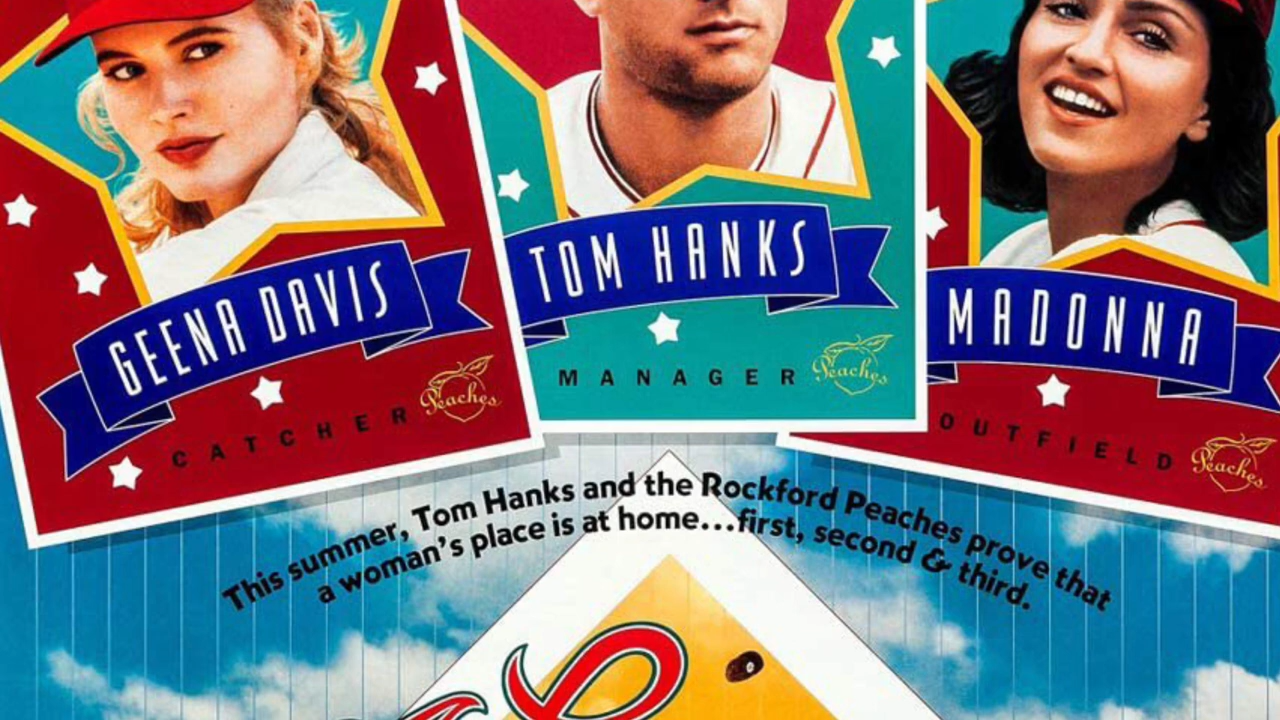 GEENA DAVIS
CATCHER
Peaches
TOM HANKS
MANAGER
Peaches
MADONNA
OUTFIELD
Peaches
This summer, Tom Hanks and the Rockford Peaches prove that
a woman's place is at home...first, second & third.